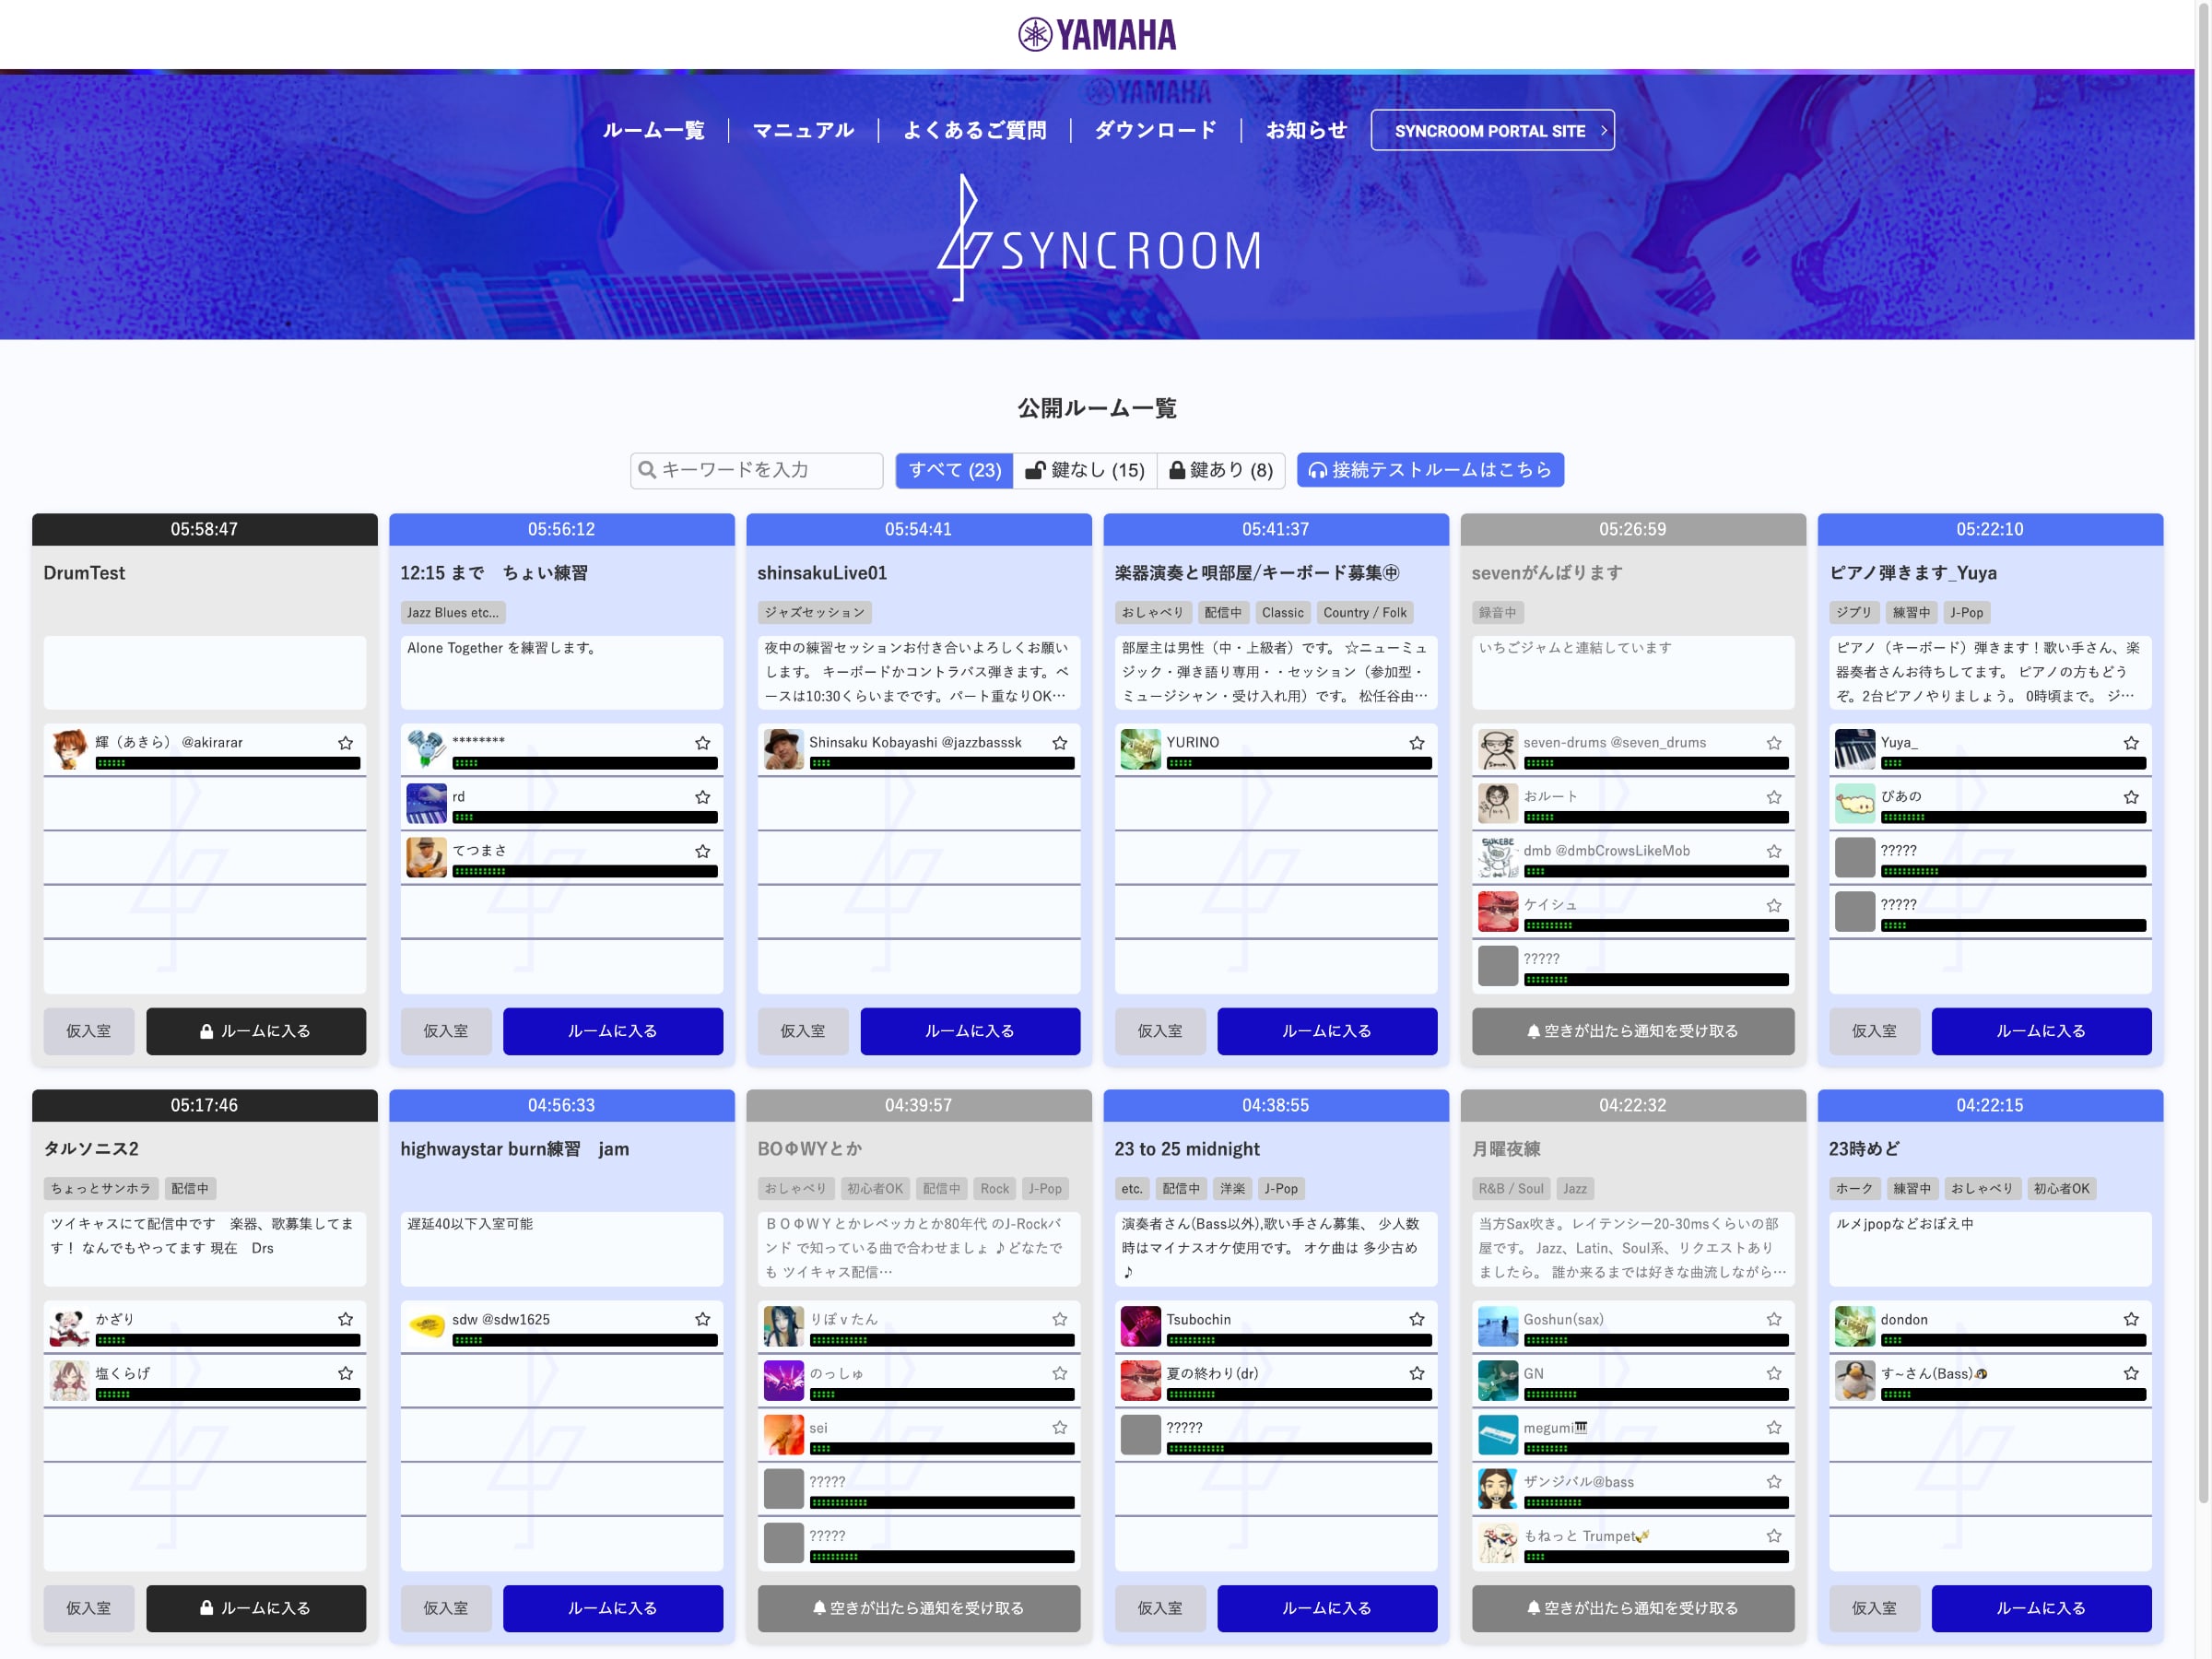 YAMAHA
YAMAHA
ルーム一覧
マニュアル
よくあるご質問
ダウンロード
お知らせ
SYNCROOM PORTAL SITE
SYNCROOM
公開ルーム一覧
キーワードを入力
すべて (23)
鍵なし (15)
鍵あり (8)
接続テストルームはこちら
05:58:47
DrumTest
輝（あきら） @akirarar
仮入室
ルームに入る
05:56:12
12:15 まで　ちょい練習
Jazz Blues etc...
Alone Together を練習します。
********
rd
てつまさ
仮入室
ルームに入る
05:54:41
shinsakuLive01
ジャズセッション
夜中の練習セッションお付き合いよろしくお願い
します。 キーボードかコントラバス弾きます。ベ
ースは10:30くらいまでです。パート重なりOK…
Shinsaku Kobayashi @jazzbasssk
仮入室
ルームに入る
05:41:37
楽器演奏と唄部屋/キーボード募集㊥
おしゃべり
配信中
Classic
Country / Folk
部屋主は男性（中・上級者）です。 ☆ニューミュ
ジック・弾き語り専用・・セッション（参加型・
ミュージシャン・受け入れ用）です。 松任谷由…
YURINO
仮入室
ルームに入る
05:26:59
sevenがんばります
録音中
いちごジャムと連結しています
seven-drums @seven_drums
おルート
dmb @dmbCrowsLikeMob
ケイシュ
?????
空きが出たら通知を受け取る
05:22:10
ピアノ弾きます_Yuya
ジブリ
練習中
J-Pop
ピアノ（キーボード）弾きます！歌い手さん、楽
器奏者さんお待ちしてます。 ピアノの方もどう
ぞ。2台ピアノやりましょう。 0時頃まで。 ジ…
Yuya_
ぴあの
?????
?????
仮入室
ルームに入る
05:17:46
タルソニス2
ちょっとサンホラ
配信中
ツイキャスにて配信中です　楽器、歌募集してま
す！ なんでもやってます 現在　Drs
かざり
塩くらげ
仮入室
ルームに入る
04:56:33
highwaystar burn練習　jam
遅延40以下入室可能
sdw @sdw1625
仮入室
ルームに入る
04:39:57
BOΦWYとか
おしゃべり
初心者OK
配信中
Rock
J-Pop
ＢＯΦＷＹとかレベッカとか80年代 のJ-Rockバ
ンド で知っている曲で合わせましょ ♪どなたで
も ツイキャス配信…
りぽｖたん
のっしゅ
sei
?????
?????
空きが出たら通知を受け取る
04:38:55
23 to 25 midnight
etc.
配信中
洋楽
J-Pop
演奏者さん(Bass以外),歌い手さん募集、 少人数
時はマイナスオケ使用です。 オケ曲は 多少古め
♪
Tsubochin
夏の終わり(dr)
?????
仮入室
ルームに入る
04:22:32
月曜夜練
R&B / Soul
Jazz
当方Sax吹き。レイテンシー20-30msくらいの部
屋です。 Jazz、Latin、Soul系、リクエストあり
ましたら。 誰か来るまでは好きな曲流しながら…
Goshun(sax)
GN
megumi🎹
ザンジバル@bass
もねっと Trumpet🎺
空きが出たら通知を受け取る
04:22:15
23時めど
ホーク
練習中
おしゃべり
初心者OK
ルメjpopなどおぼえ中
dondon
す~さん(Bass)🐧
仮入室
ルームに入る